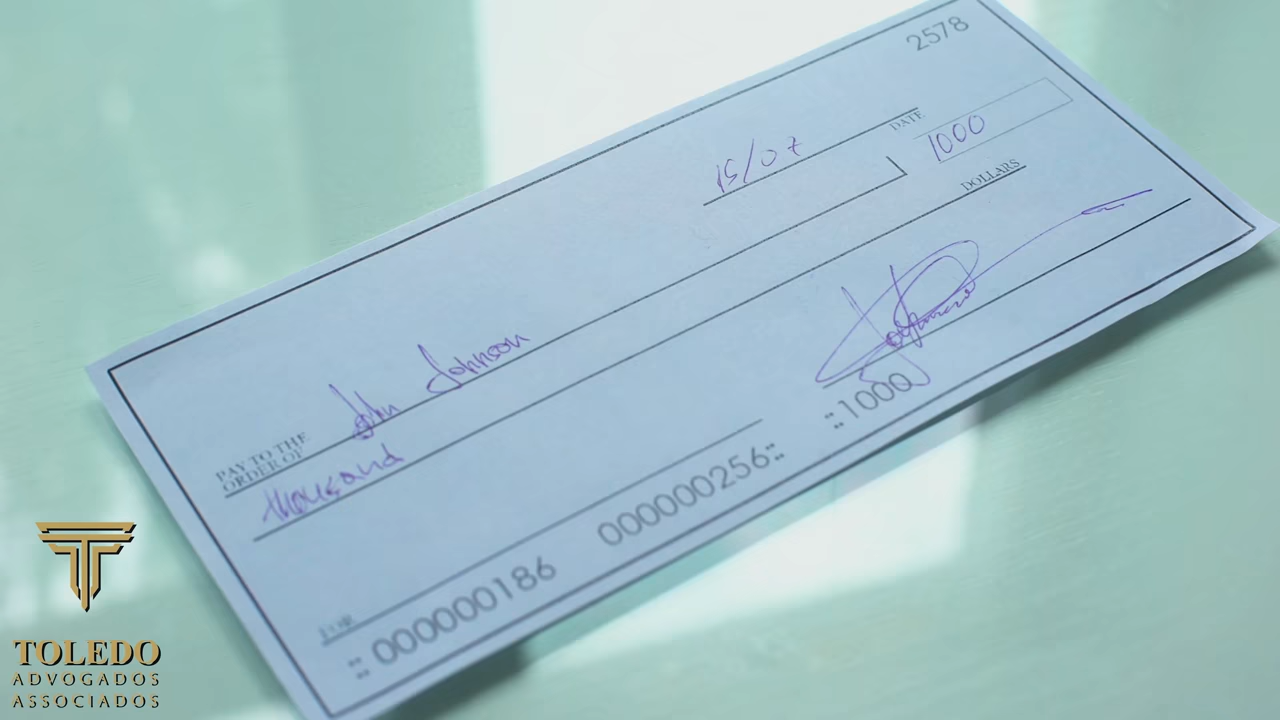 2578
15/07
DATE
1000
PAY TO THE
ORDER OF
John Johnson
thousand
DOLLARS
FOR
⑆000000186 000000256⑆ ⑆1000
TOLEDO
ADVOGADOS
ASSOCIADOS